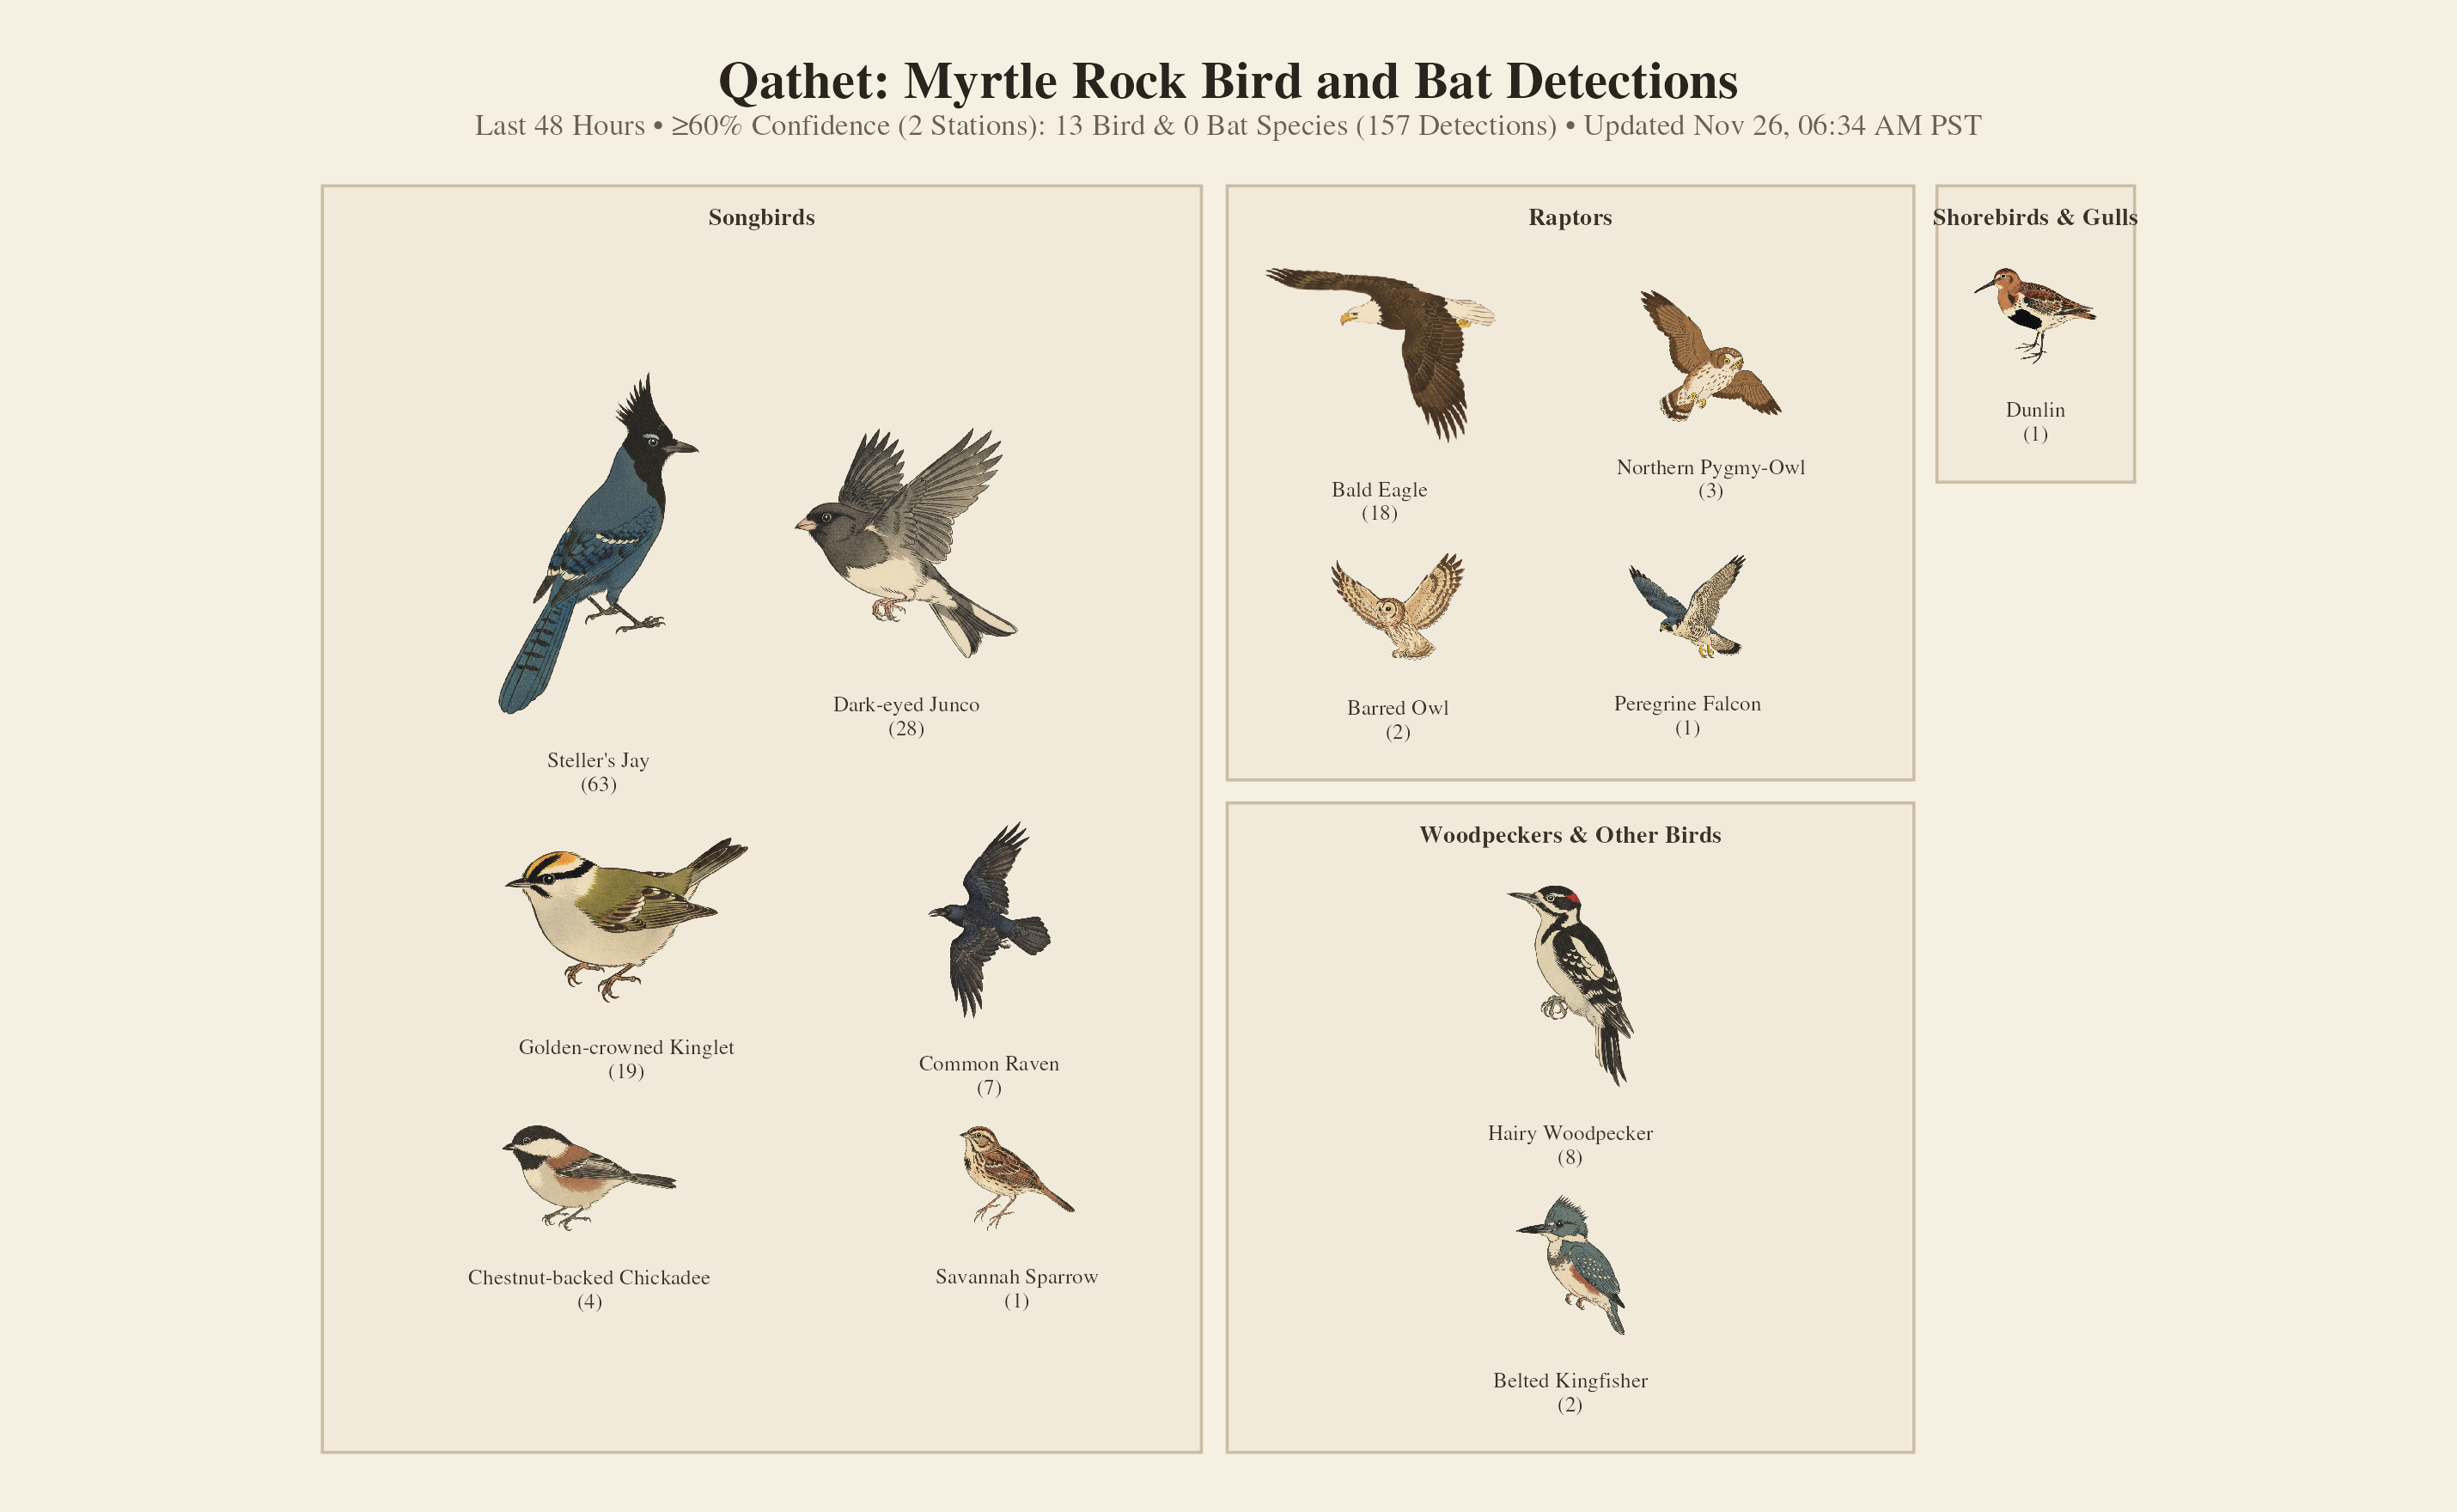 Qathet: Myrtle Rock Bird and Bat Detections
Last 48 Hours • ≥60% Confidence (2 Stations): 13 Bird & 0 Bat Species (157 Detections) • Updated Nov 26, 06:34 AM PST
Songbirds
Steller's Jay
(63)
Dark-eyed Junco
(28)
Golden-crowned Kinglet
(19)
Common Raven
(7)
Chestnut-backed Chickadee
(4)
Savannah Sparrow
(1)
Raptors
Bald Eagle
(18)
Northern Pygmy-Owl
(3)
Barred Owl
(2)
Peregrine Falcon
(1)
Woodpeckers & Other Birds
Hairy Woodpecker
(8)
Belted Kingfisher
(2)
Shorebirds & Gulls
Dunlin
(1)